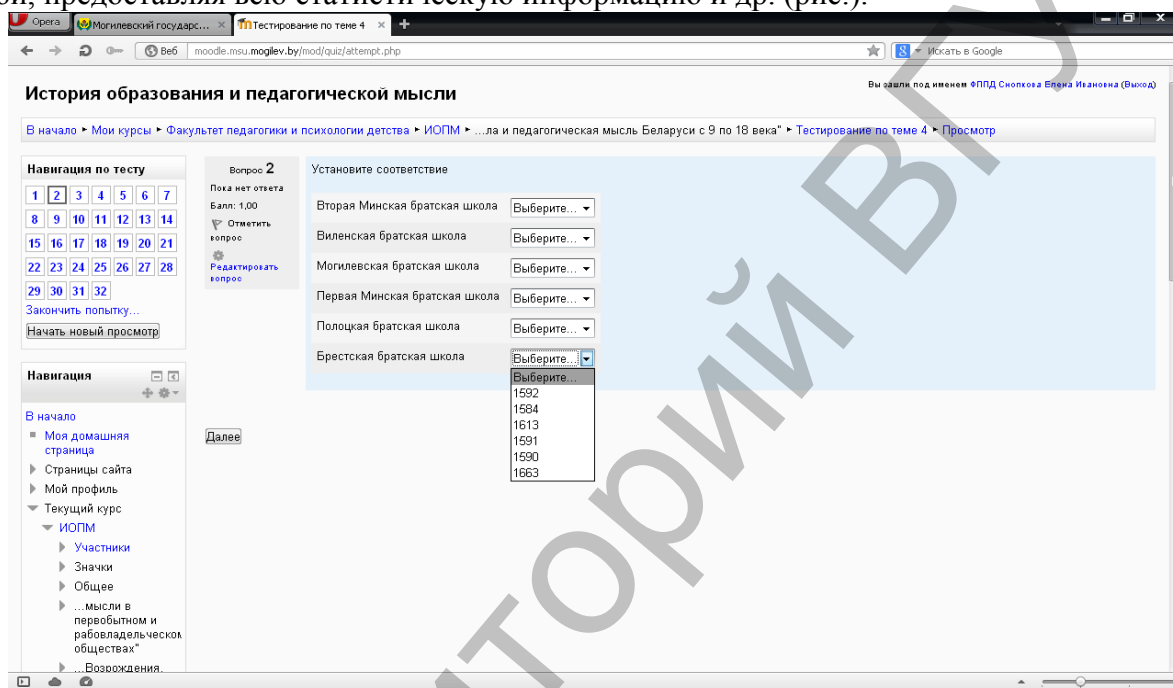 ой, предоставляя всю статистическую информацию и др. (рис.).
Opera
Могилевский государс... ×
Тестирование по теме 4 ×
Веб
moodle.msu.mogilev.by/mod/quiz/attempt.php
Искать в Google
История образования и педагогической мысли
Вы зашли под именем ФППД Снопкова Елена Ивановна (Выход)
В начало ► Мои курсы ► Факультет педагогики и психологии детства ► ИОПМ ► ...ла и педагогическая мысль Беларуси с 9 по 18 века" ► Тестирование по теме 4 ► Просмотр
Навигация по тесту
1 2 3 4 5 6 7
8 9 10 11 12 13 14
15 16 17 18 19 20 21
22 23 24 25 26 27 28
29 30 31 32
Закончить попытку...
Начать новый просмотр
Вопрос 2
Пока нет ответа
Балл: 1,00
Отметить
вопрос
Редактировать
вопрос
Установите соответствие
Вторая Минская братская школа Выберите...
Виленская братская школа Выберите...
Могилевская братская школа Выберите...
Первая Минская братская школа Выберите...
Полоцкая братская школа Выберите...
Брестская братская школа Выберите...
Выберите...
1592
1584
1613
1591
1590
1663
Далее
Навигация
В начало
Моя домашняя
страница
Страницы сайта
Мой профиль
Текущий курс
ИОПМ
Участники
Значки
Общее
...мысли в
первобытном и
рабовладельческом
обществах"
...Возрождения.
иторий ВГУ